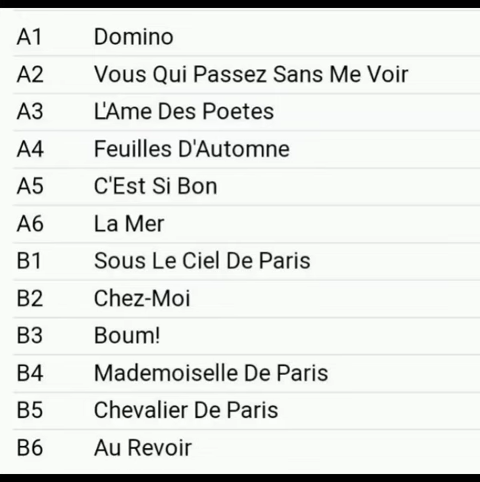 A1 Domino
A2 Vous Qui Passez Sans Me Voir
A3 L'Ame Des Poetes
A4 Feuilles D'Automne
A5 C'Est Si Bon
A6 La Mer
B1 Sous Le Ciel De Paris
B2 Chez-Moi
B3 Boum!
B4 Mademoiselle De Paris
B5 Chevalier De Paris
B6 Au Revoir